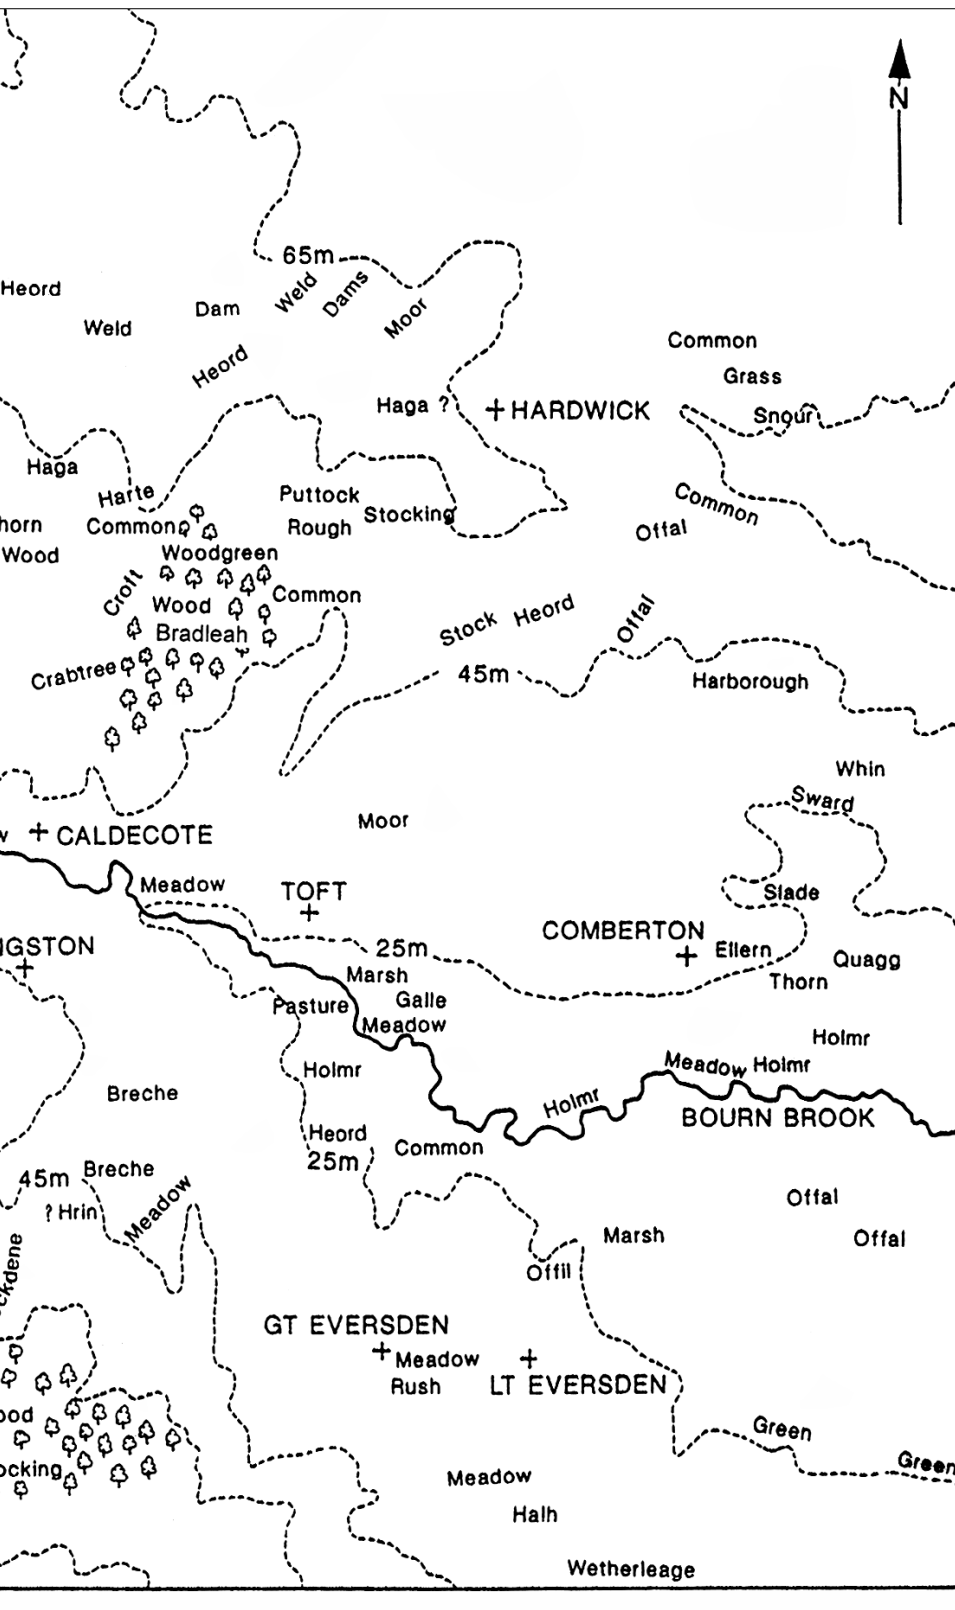 N
65m
Heord
Weld
Dams
Dam
Moor
Weld
Common
Heord
Grass
Haga ?
HARDWICK
Snour
Haga
Harte
Puttock
Common
horn
Common
Rough
Stocking
Offal
Wood
Woodgreen
Croft
Wood
Common
Bradleah
Stock
Heord
Offal
Crabtree
45m
Harborough
Whin
Sward
Moor
w
CALDECOTE
Meadow
TOFT
Slade
COMBERTON
NGSTON
25m
Ellern
Quagg
Marsh
Thorn
Pasture
Galle
Meadow
Holmr
Holmr
Meadow
Holmr
Breche
Holmr
BOURN BROOK
Heord
Common
25m
Breche
45m
Meadow
Offal
? Hrin
Marsh
Offal
ckdene
Offil
GT EVERSDEN
Meadow
Rush
LT EVERSDEN
ood
Green
Green
ocking
Meadow
Halh
Wetherleage